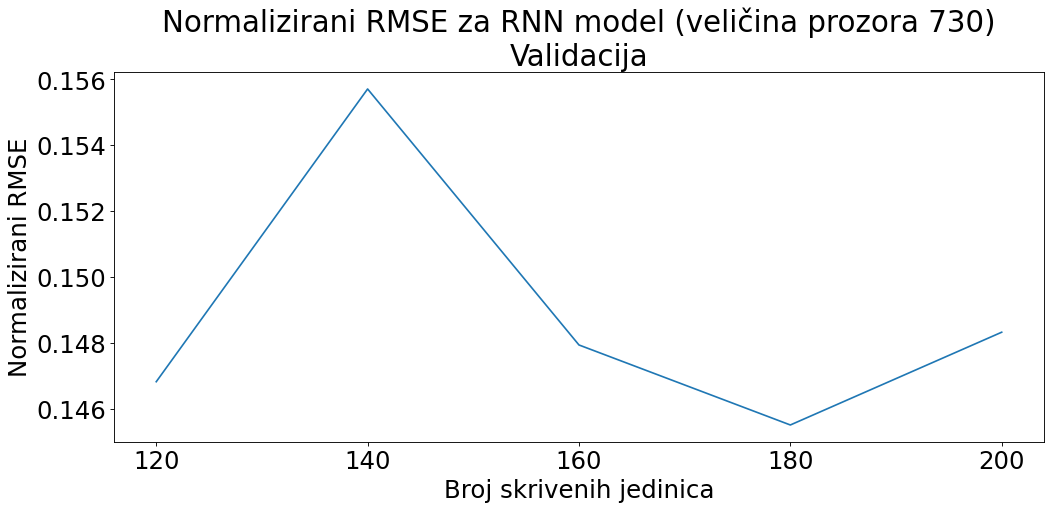 Normalizirani RMSE za RNN model (veličina prozora 730)
Validacija
Normalizirani RMSE
0.156
0.154
0.152
0.150
0.148
0.146
120 140 160 180 200
Broj skrivenih jedinica